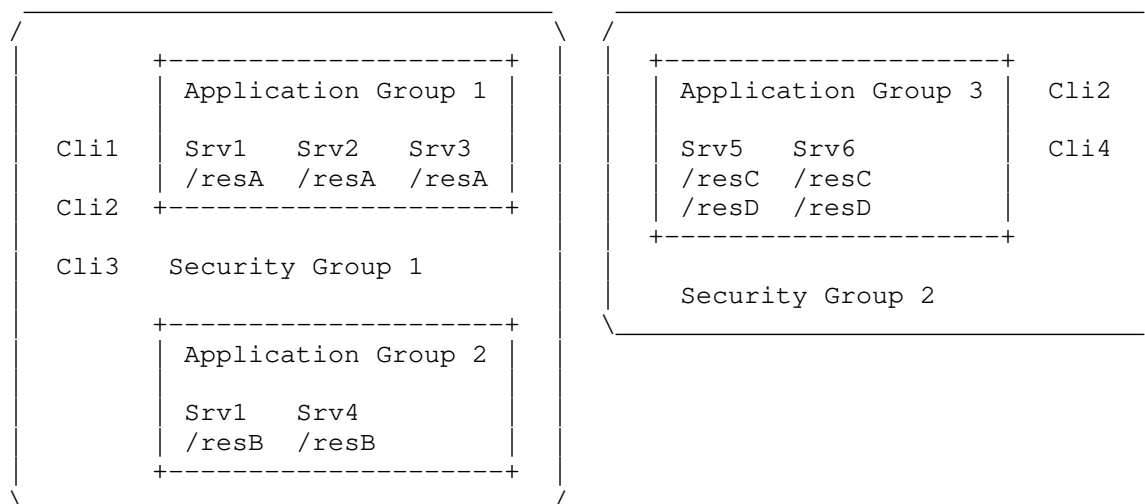 Application Group 1
Cli1 Srv1 Srv2 Srv3
/resA /resA /resA
Cli2
Cli3 Security Group 1
Application Group 2
Srv1 Srv4
/resB /resB
Application Group 3 Cli2
Srv5 Srv6 Cli4
/resC /resC
/resD /resD
Security Group 2